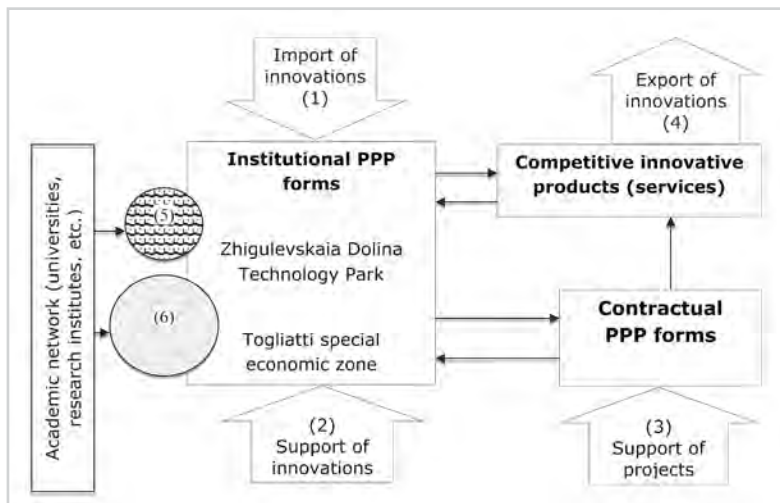 Import of
innovations
(1)
Export of
innovations
(4)
Academic network (universities,
research institutes, etc.)
(5)
(6)
Institutional PPP
forms
Zhigulevskaia Dolina
Technology Park
Togliatti special
economic zone
Competitive innovative
products (services)
Contractual
PPP forms
(2)
Support of
innovations
(3)
Support of
projects